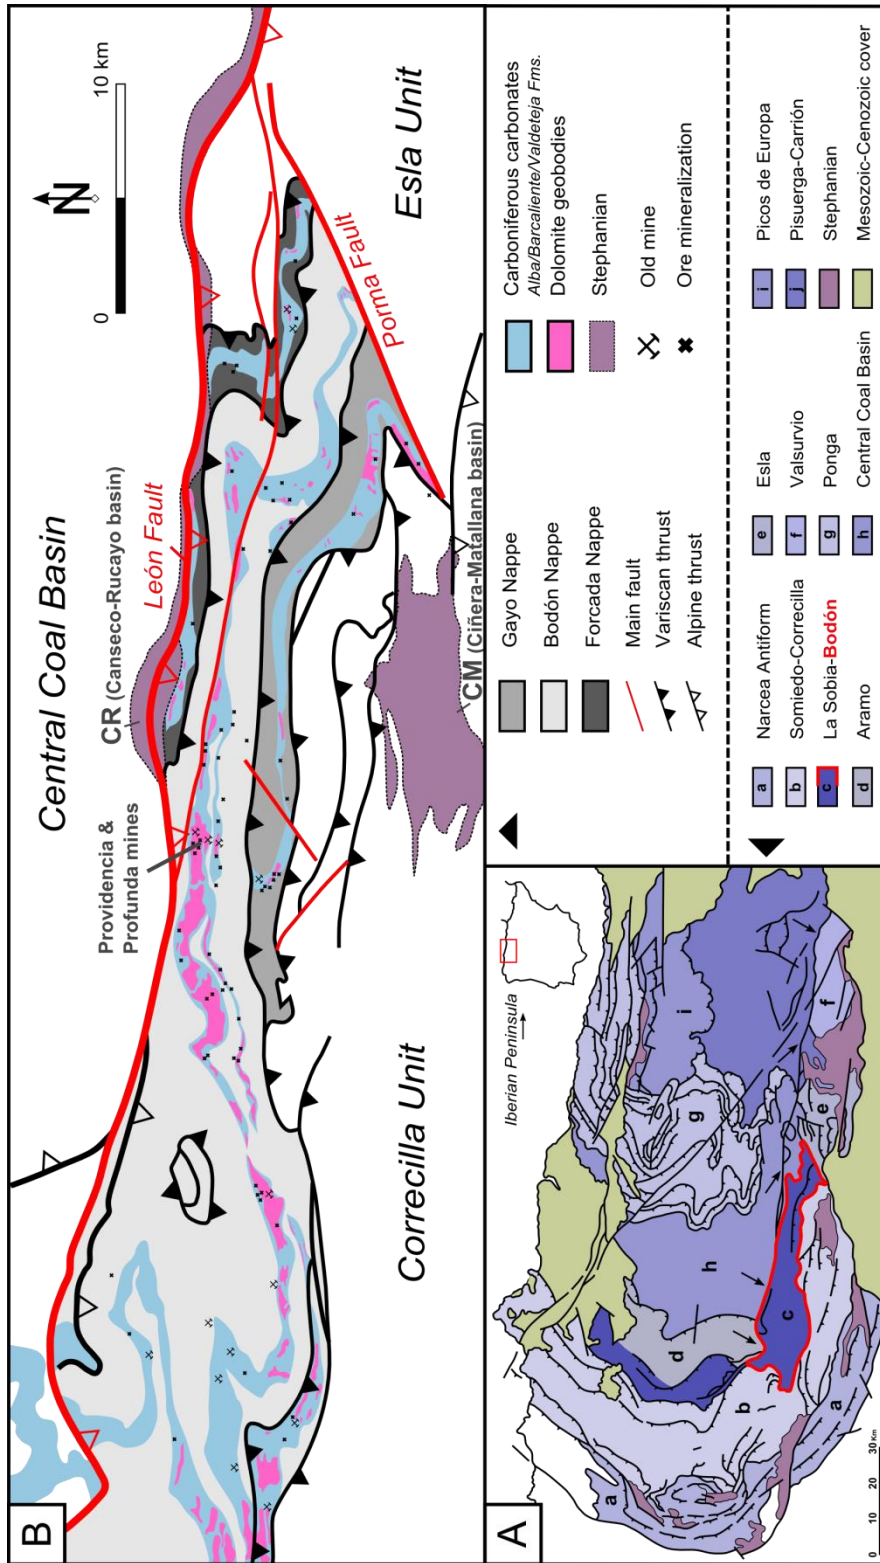 B
Central Coal Basin
N
0
10 km
León Fault
CR (Canseco-Rucayo basin)
Providencia &
Profunda mines
Porma Fault
Esla Unit
Correcilla Unit
CM (Ciñera-Matallana basin)
A
Iberian Peninsula
a
b
c
d
e
f
g
h
i
a
0
10
20
30 Km
Gayo Nappe
Bodón Nappe
Forcada Nappe
Main fault
Variscan thrust
Alpine thrust
Carboniferous carbonates
Alba/Barcaliente/Valdeteja Fms.
Dolomite geobodies
Stephanian
Old mine
Ore mineralization
a Narcea Antiform
b Somiedo-Correcilla
c La Sobia-Bodón
d Aramo
e Esla
f Valsurvio
g Ponga
h Central Coal Basin
i Picos de Europa
j Pisuerga-Carrión
Stephanian
Mesozoic-Cenozoic cover